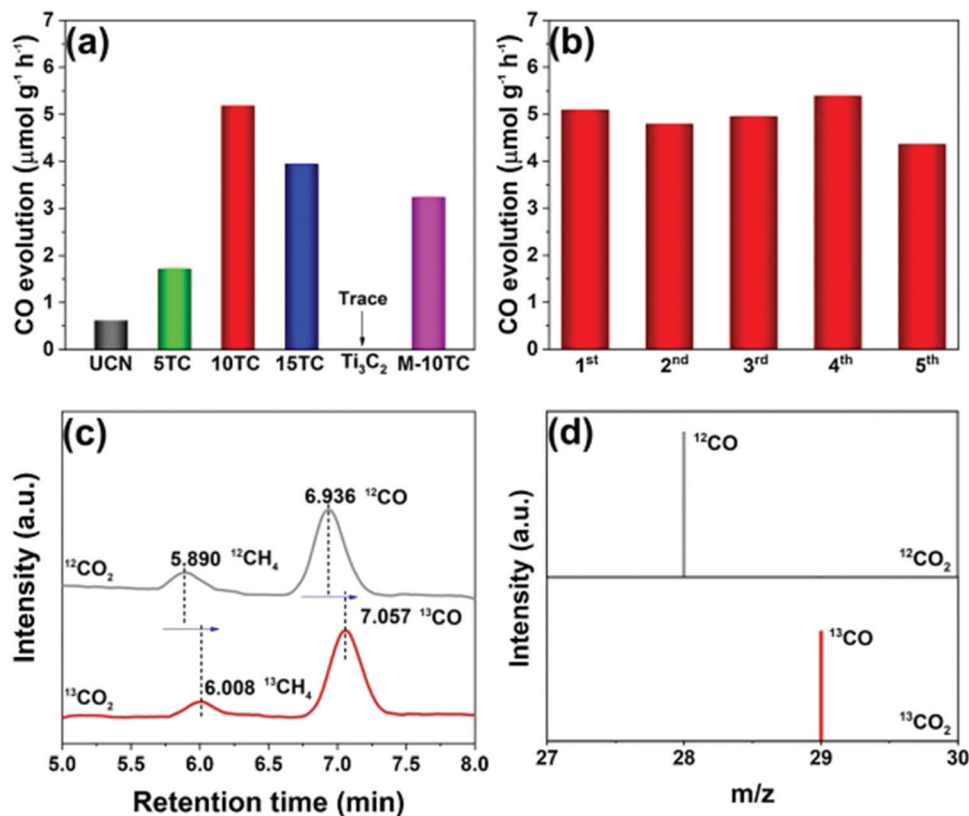 (a)
CO evolution (μmol g⁻¹ h⁻¹)
7
6
5
4
3
2
1
0
Trace
UCN 5TC 10TC 15TC Ti₃C₂ M-10TC
(b)
CO evolution (μmol g⁻¹ h⁻¹)
7
6
5
4
3
2
1
0
1ˢᵗ 2ⁿᵈ 3ʳᵈ 4ᵗʰ 5ᵗʰ
(c)
Intensity (a.u.)
6.936 ¹²CO
5.890 ¹²CH₄
¹²CO₂
7.057 ¹³CO
6.008 ¹³CH₄
¹³CO₂
5.0 5.5 6.0 6.5 7.0 7.5 8.0
Retention time (min)
(d)
Intensity (a.u.)
¹²CO
¹²CO₂
¹³CO
¹³CO₂
27 28 29 30
m/z